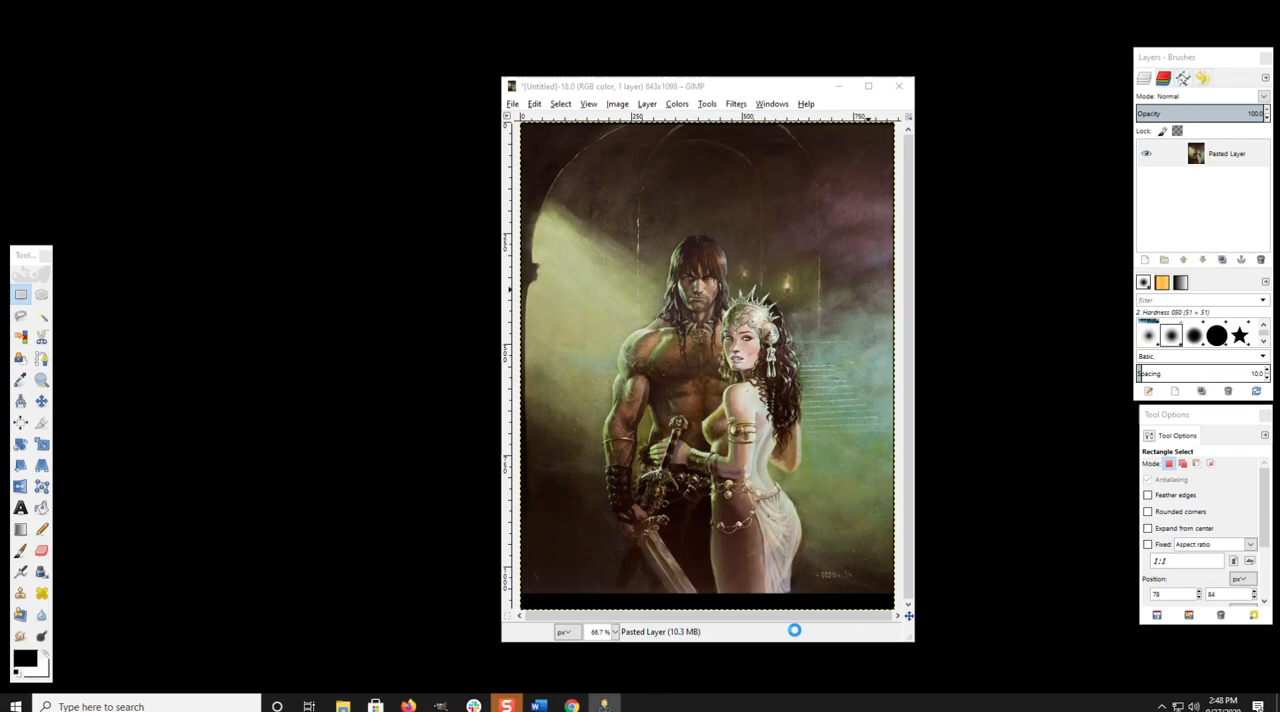 *[Untitled]-18.0 (RGB color, 1 layer) 843x1098 – GIMP
File Edit Select View Image Layer Colors Tools Filters Windows Help
0 250 500 750
px 66.7 % Pasted Layer (10.3 MB)
Tool...
Layers - Brushes
Mode: Normal
Opacity 100.0
Lock:
Pasted Layer
filter
2. Hardness 050 (51 × 51)
Basic,
Spacing 10.0
Tool Options
Tool Options
Rectangle Select
Mode:
Antialiasing
Feather edges
Rounded corners
Expand from center
Fixed: Aspect ratio
1:1
Position: px
78 84
Type here to search
2:48 PM